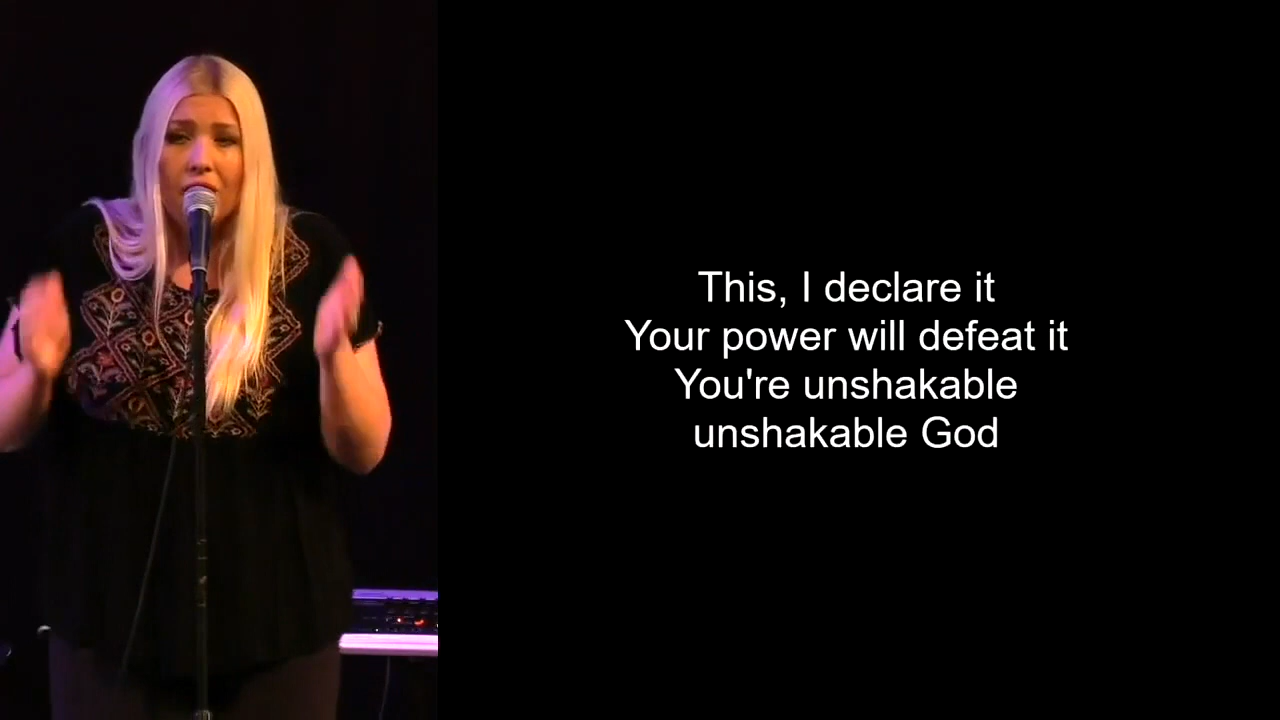 This, I declare it
Your power will defeat it
You're unshakable
unshakable God